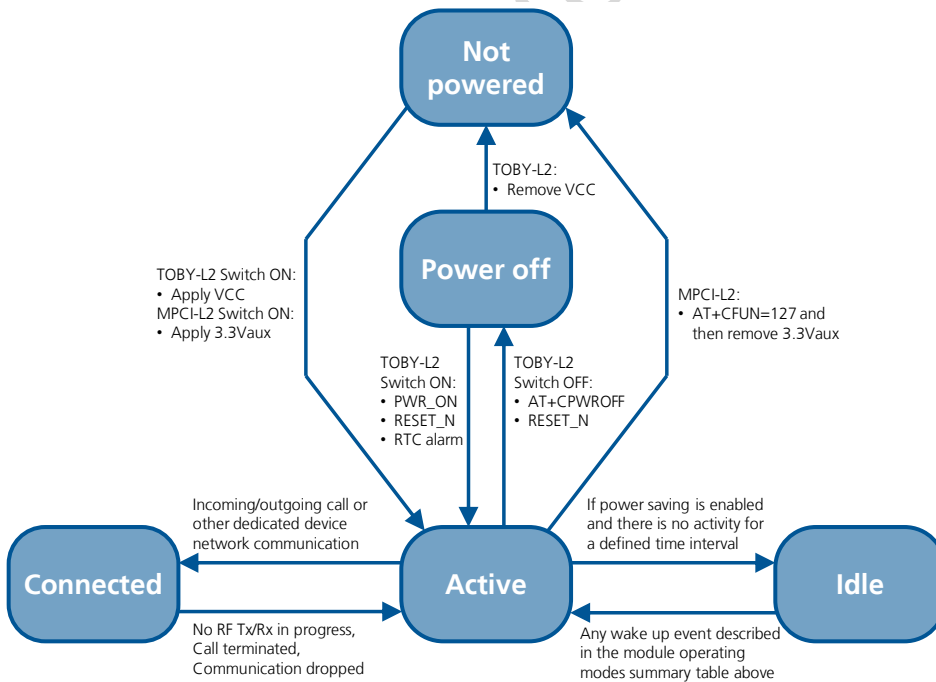 Not
powered
TOBY-L2:
• Remove VCC
Power off
TOBY-L2 Switch ON:
• Apply VCC
MPCI-L2 Switch ON:
• Apply 3.3Vaux
MPCI-L2:
• AT+CFUN=127 and
then remove 3.3Vaux
TOBY-L2
Switch ON:
• PWR_ON
• RESET_N
• RTC alarm
TOBY-L2
Switch OFF:
• AT+CPWROFF
• RESET_N
Incoming/outgoing call or
other dedicated device
network communication
If power saving is enabled
and there is no activity for
a defined time interval
Connected
Active
Idle
No RF Tx/Rx in progress,
Call terminated,
Communication dropped
Any wake up event described
in the module operating
modes summary table above